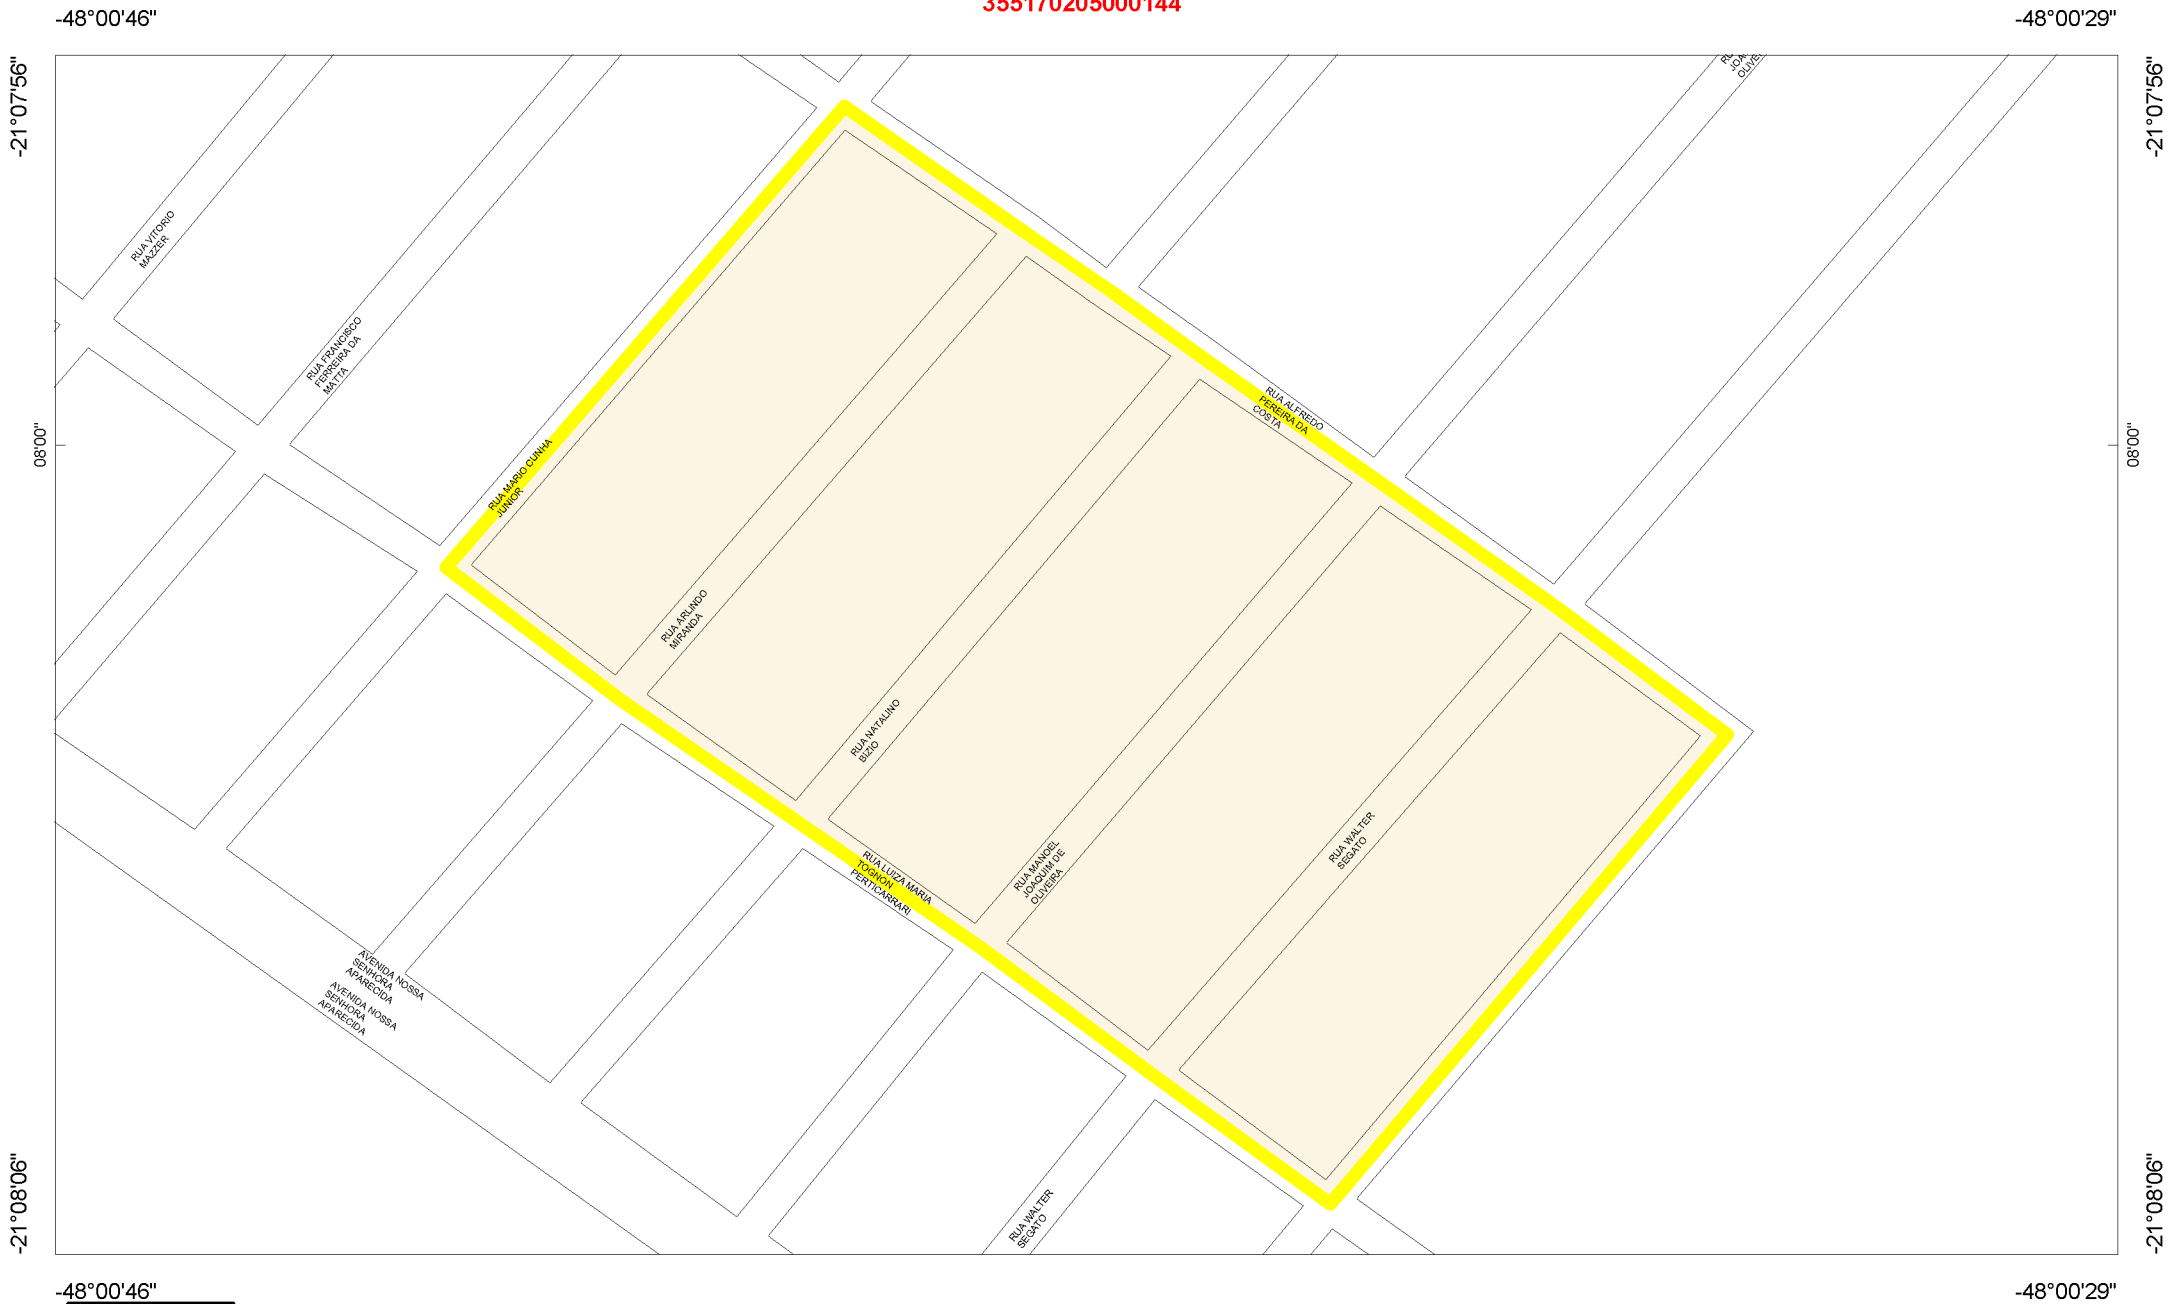 355170205000144
-48°00'46"
-48°00'29"
-21°07'56"
-21°07'56"
RUA VITORIO
MAZZER
RUA FRANCISCO
FERREIRA DA
MATTA
RUA ALFREDO
PEREIRA DA
COSTA
08'00"
08'00"
RUA MARIO CUNHA
JUNIOR
RUA ARLINDO
MIRANDA
RUA NATALINO
BIZIO
RUA MANOEL
JOAQUIM DE
OLIVEIRA
RUA WALTER
SEGATO
RUA LUIZA MARIA
TOGNON
PERTICARRARI
AVENIDA NOSSA
SENHORA
APARECIDA
AVENIDA NOSSA
SENHORA
APARECIDA
RUA WALTER
SEGATO
-21°08'06"
-21°08'06"
-48°00'46"
-48°00'29"